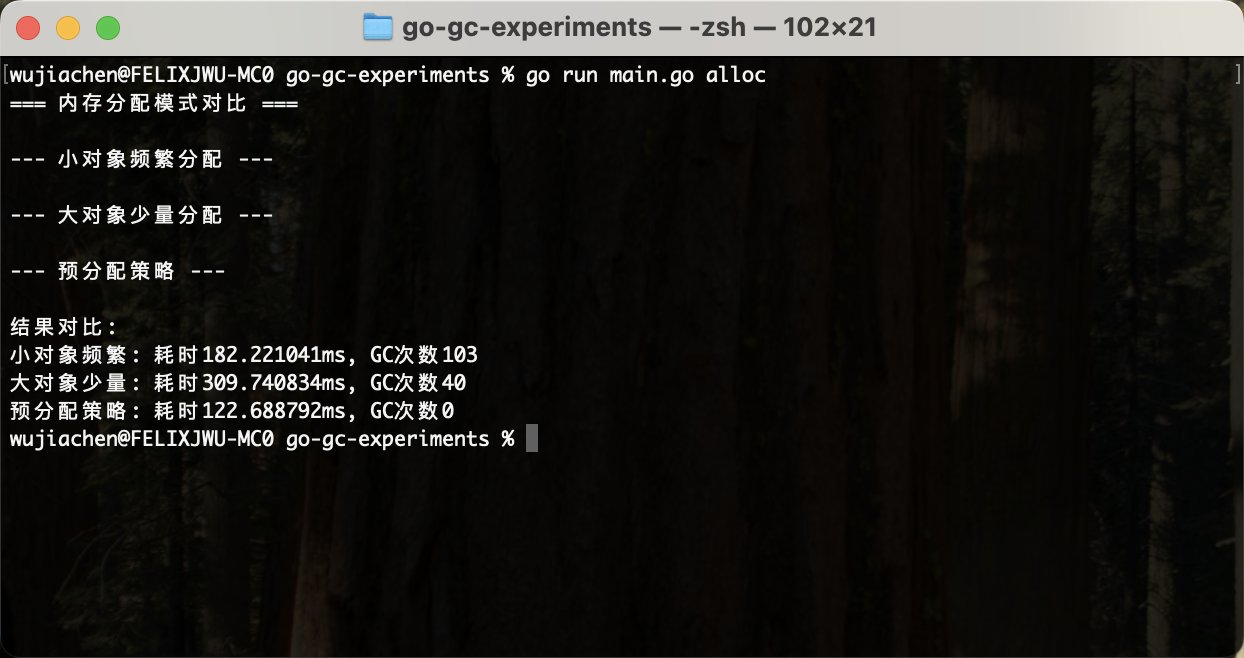 go-gc-experiments — -zsh — 102×21
[wujiachen@FELIXJWU-MC0 go-gc-experiments % go run main.go alloc ]
=== 内存分配模式对比 ===
--- 小对象频繁分配 ---
--- 大对象少量分配 ---
--- 预分配策略 ---
结果对比:
小对象频繁: 耗时182.221041ms, GC次数103
大对象少量: 耗时309.740834ms, GC次数40
预分配策略: 耗时122.688792ms, GC次数0
wujiachen@FELIXJWU-MC0 go-gc-experiments %